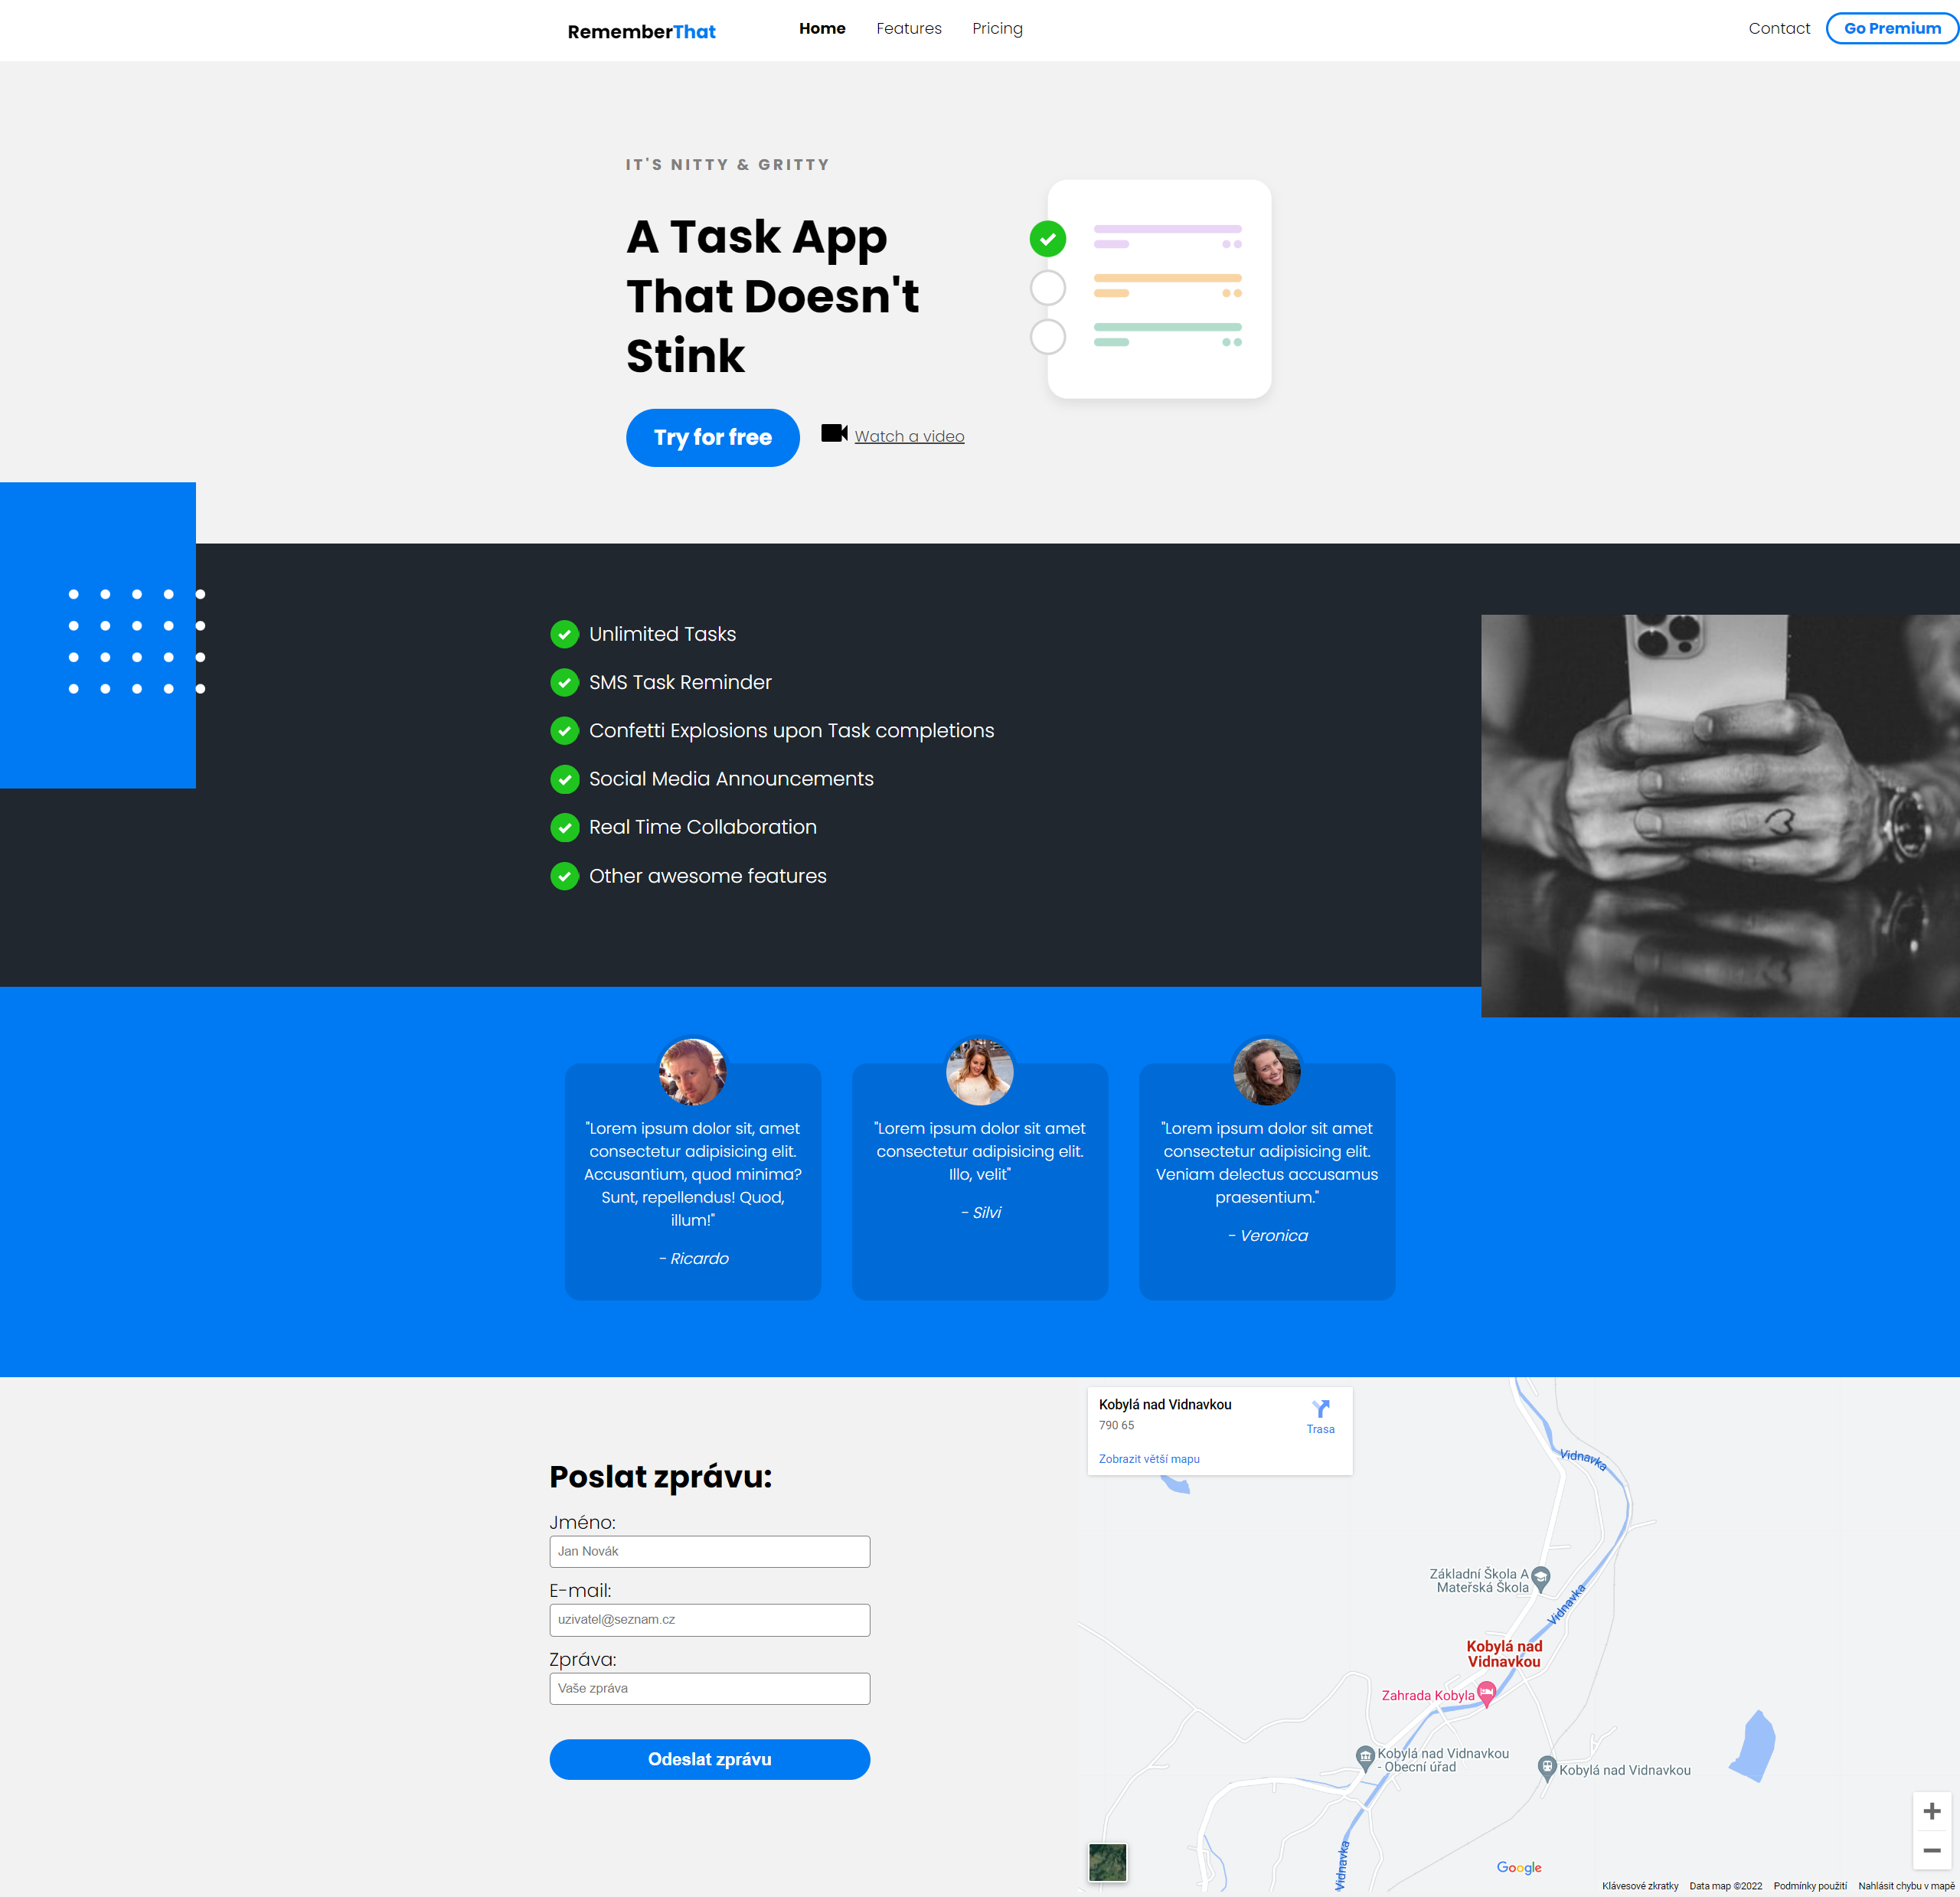 RememberThat
Home
Features
Pricing
Contact
Go Premium
IT'S NITTY & GRITTY
A Task App
That Doesn't
Stink
Try for free
Watch a video
Unlimited Tasks
SMS Task Reminder
Confetti Explosions upon Task completions
Social Media Announcements
Real Time Collaboration
Other awesome features
"Lorem ipsum dolor sit, amet
consectetur adipisicing elit.
Accusantium, quod minima?
Sunt, repellendus! Quod,
illum!"
- Ricardo
"Lorem ipsum dolor sit amet
consectetur adipisicing elit.
Illo, velit"
- Silvi
"Lorem ipsum dolor sit amet
consectetur adipisicing elit.
Veniam delectus accusamus
praesentium."
- Veronica
Poslat zprávu:
Jméno:
Jan Novák
E-mail:
uzivatel@seznam.cz
Zpráva:
Vaše zpráva
Odeslat zprávu
Kobylá nad Vidnavkou
790 65
Trasa
Zobrazit větší mapu
Vidnavka
Základní Škola A
Mateřská Škola
Vidnavka
Kobylá nad
Vidnavkou
Zahrada Kobyla
Kobylá nad Vidnavkou
- Obecní úřad
Kobylá nad Vidnavkou
Vidnavka
Google
Klávesové zkratky
Data map ©2022
Podmínky použití
Nahlásit chybu v mapě